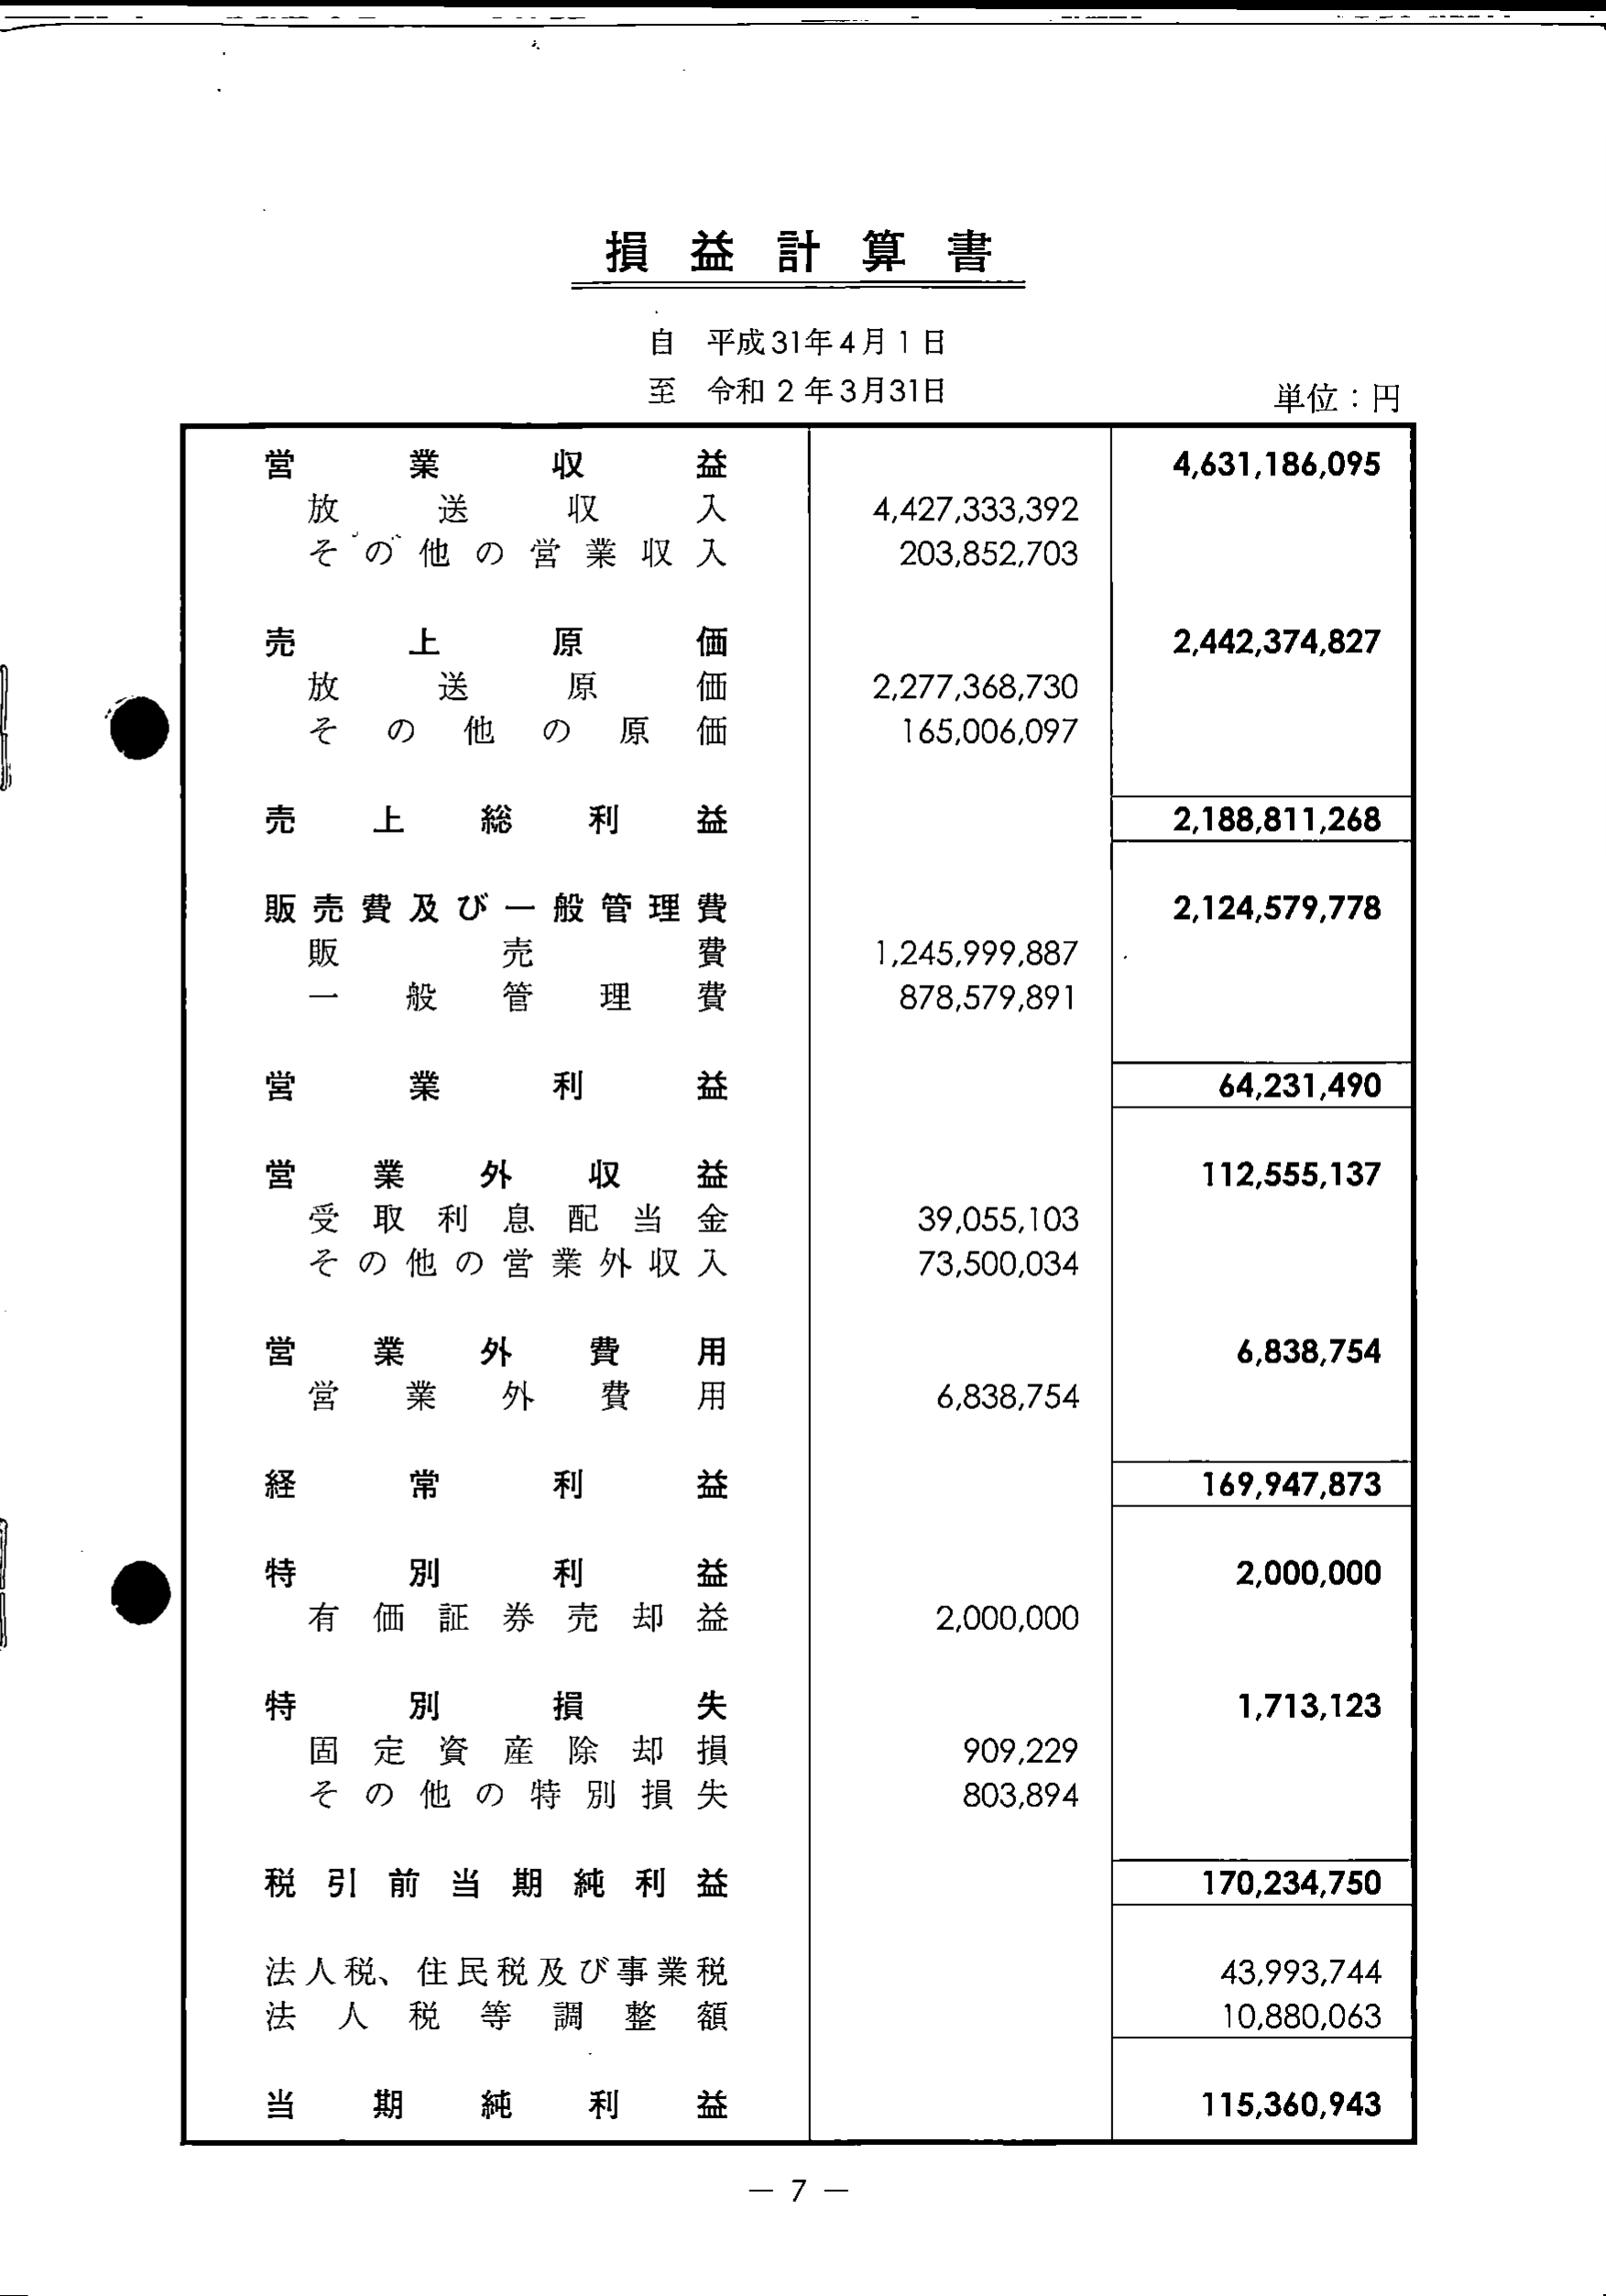 損益計算書
自 平成31年4月1日
至 令和2年3月31日
単位：円
営業収益 4,631,186,095
放送収入 4,427,333,392
その他の営業収入 203,852,703
売上原価 2,442,374,827
放送原価 2,277,368,730
その他の原価 165,006,097
売上総利益 2,188,811,268
販売費及び一般管理費 2,124,579,778
販売費 1,245,999,887
一般管理費 878,579,891
営業利益 64,231,490
営業外収益 112,555,137
受取利息配当金 39,055,103
その他の営業外収入 73,500,034
営業外費用 6,838,754
営業外費用 6,838,754
経常利益 169,947,873
特別利益 2,000,000
有価証券売却益 2,000,000
特別損失 1,713,123
固定資産除却損 909,229
その他の特別損失 803,894
税引前当期純利益 170,234,750
法人税、住民税及び事業税 43,993,744
法人税等調整額 10,880,063
当期純利益 115,360,943
— 7 —